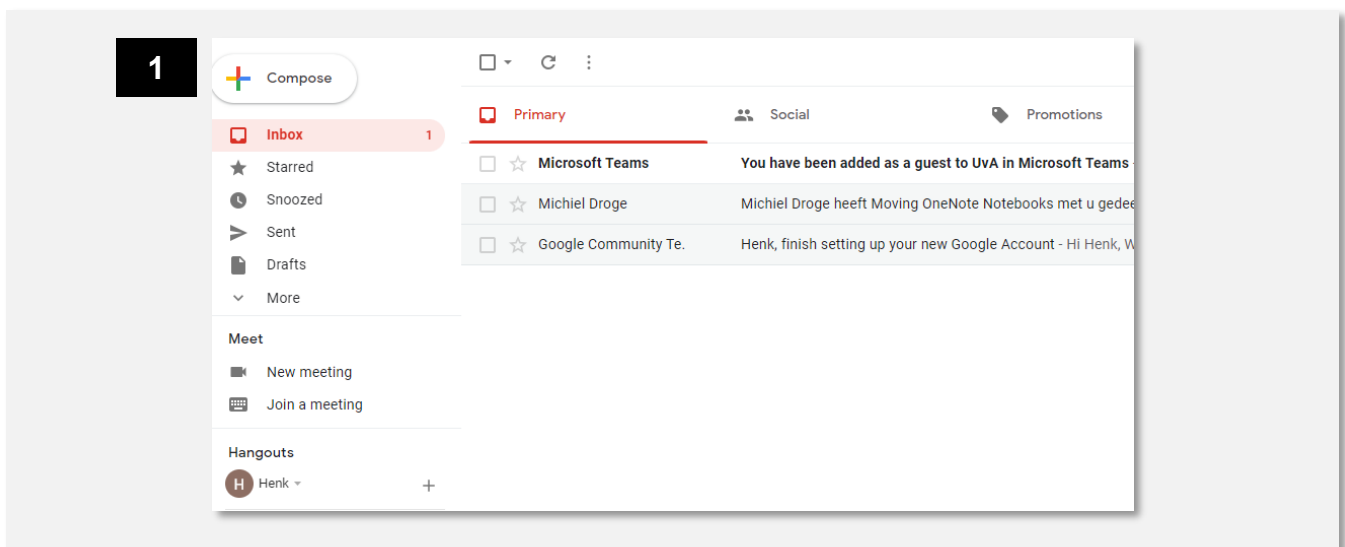 1
Compose
Inbox 1
Starred
Snoozed
Sent
Drafts
More
Meet
New meeting
Join a meeting
Hangouts
H Henk
Primary Social Promotions
Microsoft Teams You have been added as a guest to UvA in Microsoft Teams -
Michiel Droge Michiel Droge heeft Moving OneNote Notebooks met u gedee
Google Community Te. Henk, finish setting up your new Google Account - Hi Henk, W